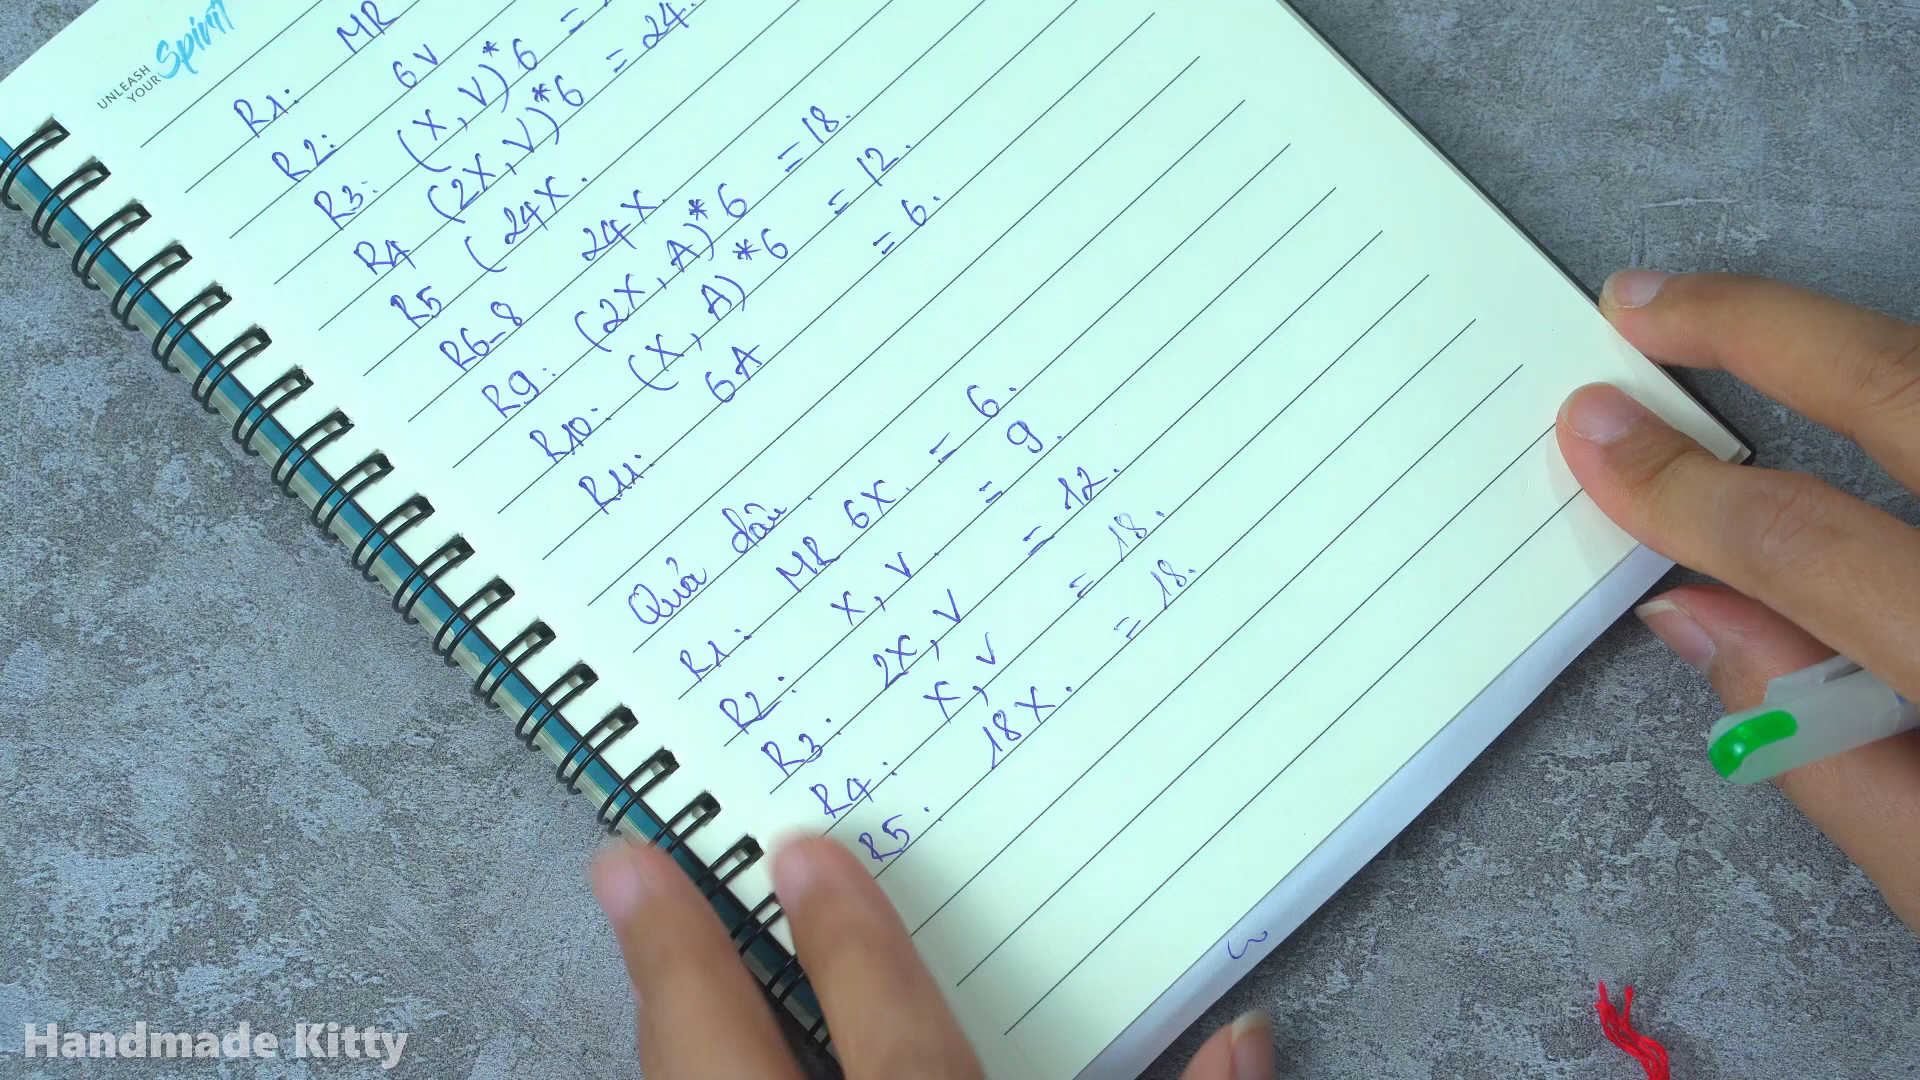 UNLEASH
YOUR Spirit
R1: MR
R2: 6V
R3: (X, V)*6 =
R4 (2X, V)*6 = 24.
R5 ( 24X.
R6-8 24X.
R9: (2X, A)*6 = 18.
R10: (X, A)*6 = 12.
R11: 6A = 6.
Quả dâu.
R1: MR 6X. = 6.
R2: X, V. = 9.
R3: 2X, V = 12.
R4: X, V = 18.
R5. 18X. = 18.
Handmade Kitty